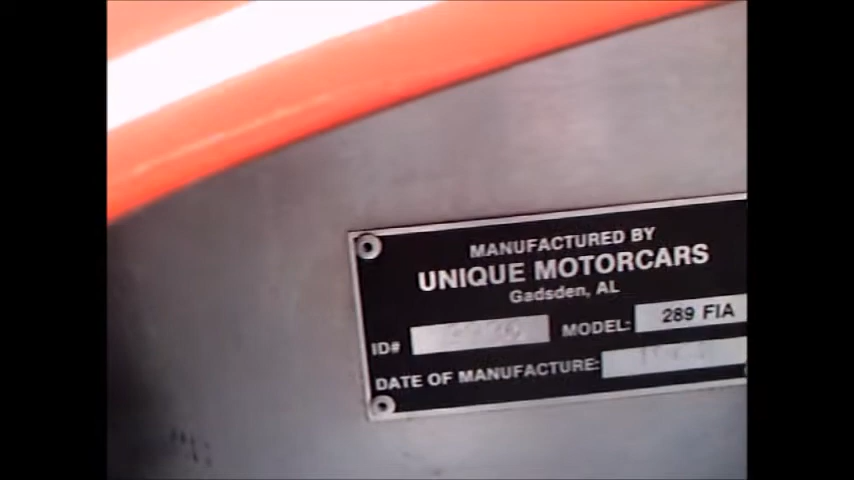 MANUFACTURED BY
UNIQUE MOTORCARS
Gadsden, AL
ID# MODEL: 289 FIA
DATE OF MANUFACTURE: